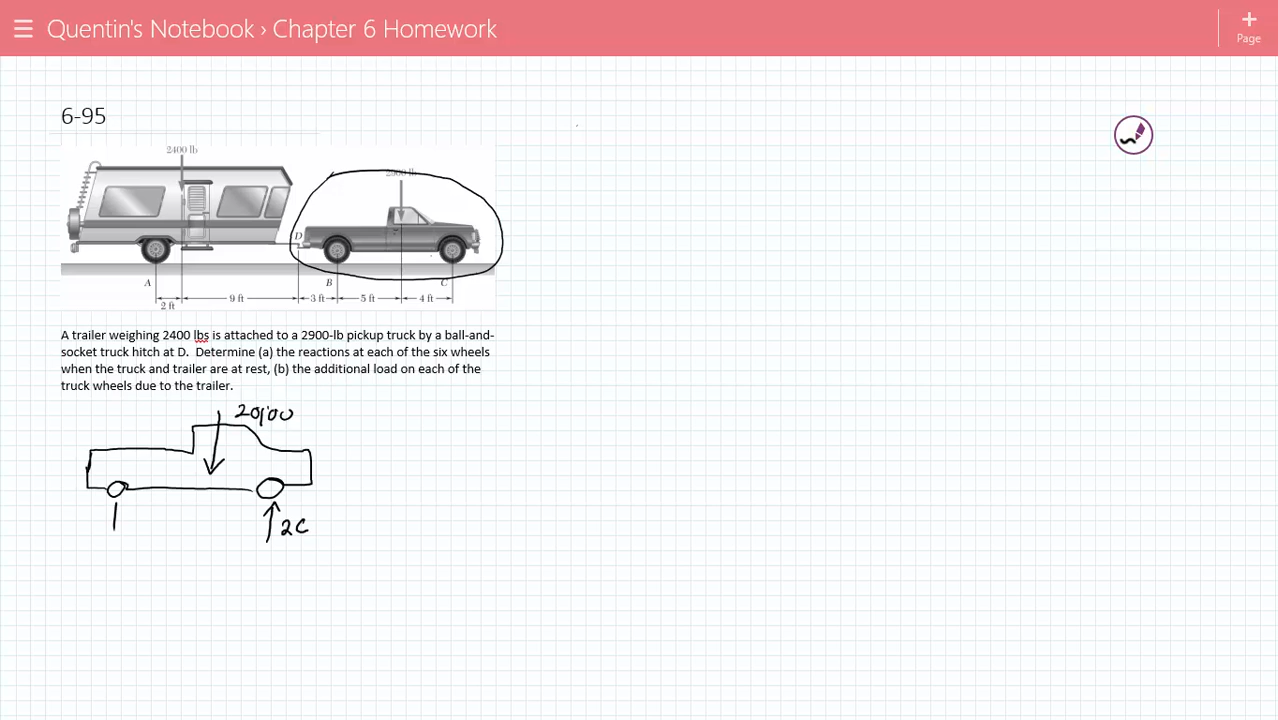 Quentin's Notebook › Chapter 6 Homework
Page
6-95
2400 lb
D
A
B
C
2 ft
9 ft
3 ft
5 ft
4 ft
A trailer weighing 2400 lbs is attached to a 2900-lb pickup truck by a ball-and-
socket truck hitch at D. Determine (a) the reactions at each of the six wheels
when the truck and trailer are at rest, (b) the additional load on each of the
truck wheels due to the trailer.
2C